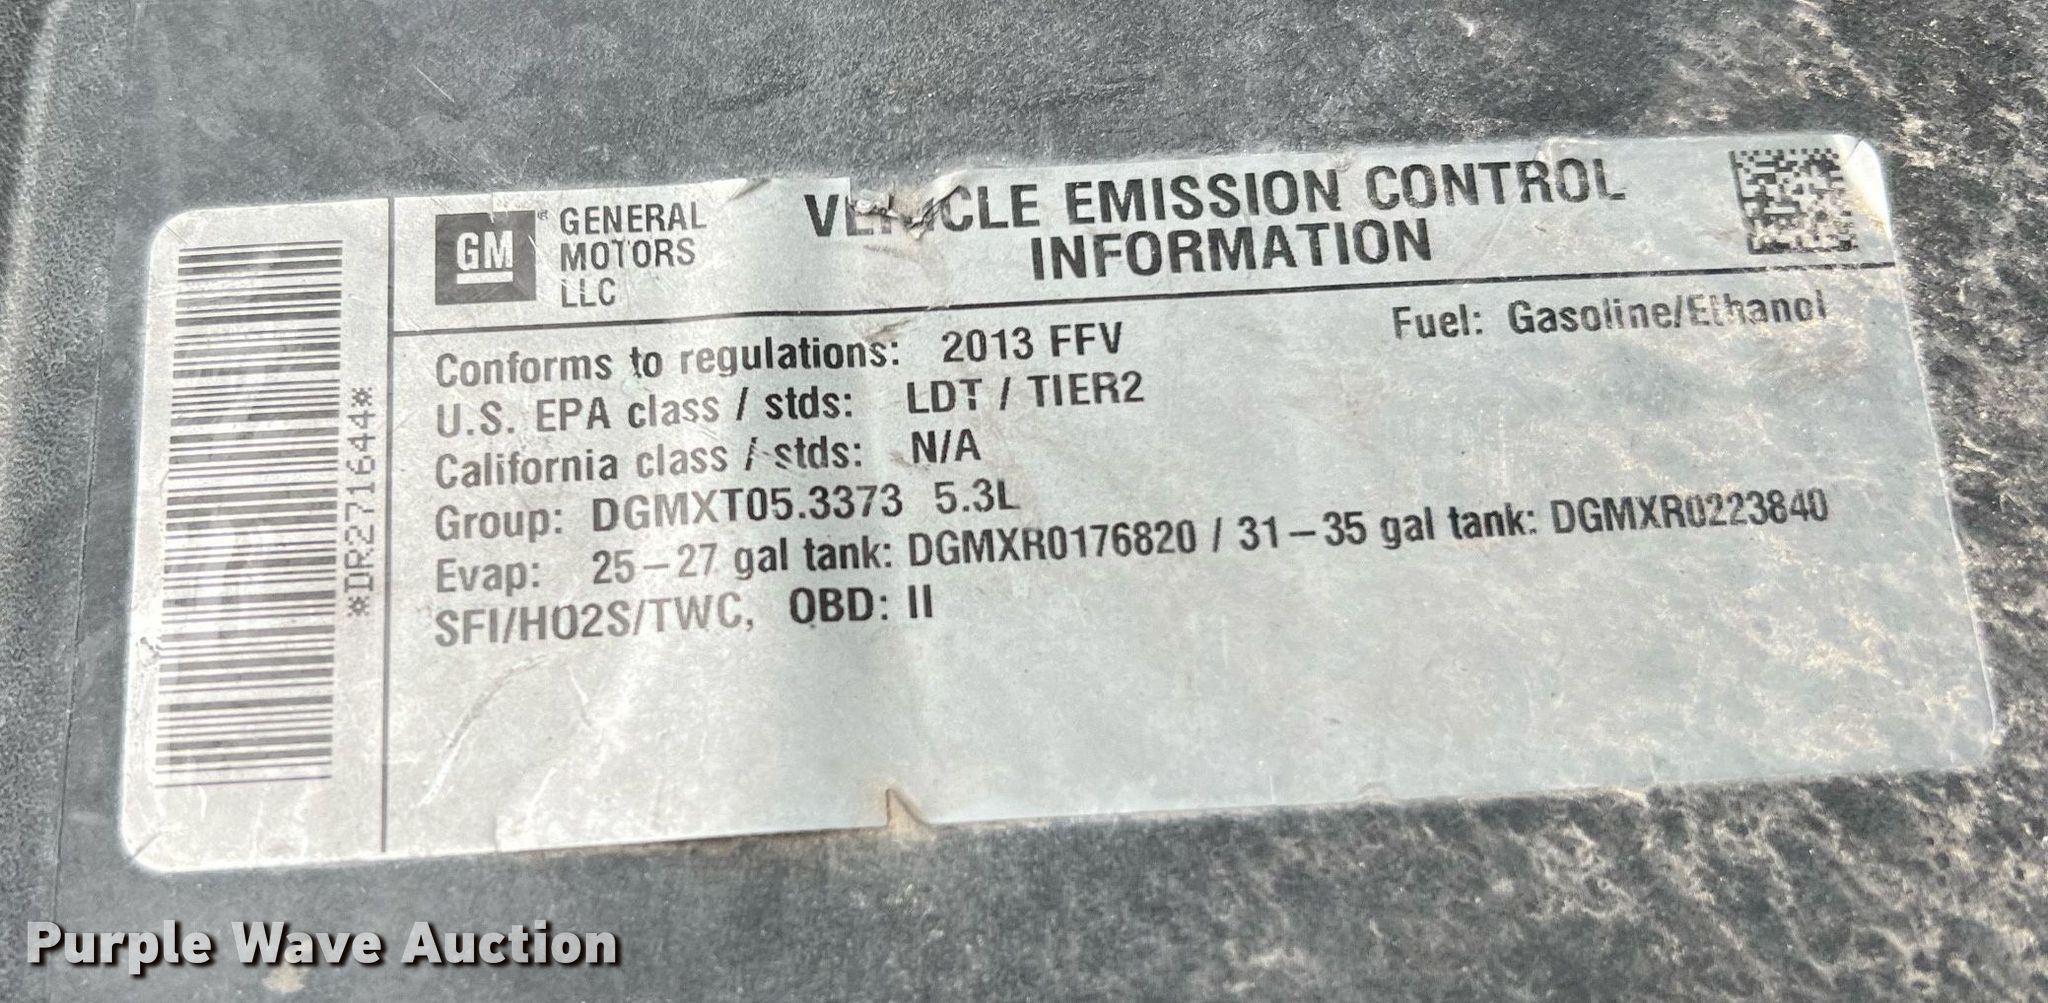 *DR271644*
GM
®
GENERAL
MOTORS
LLC
CONTROL
VEHICLE EMISSION CONTROL
INFORMATION
Fuel: Gasoline/Ethanol
Conforms to regulations: 2013 FFV
U.S. EPA class / stds: LDT / TIER2
California class / stds: N/A
Group: DGMXT05.3373 5.3L
Evap: 25–27 gal tank: DGMXR0176820 / 31–35 gal tank: DGMXR0223840
SFI/HO2S/TWC, OBD: II
Purple Wave Auction